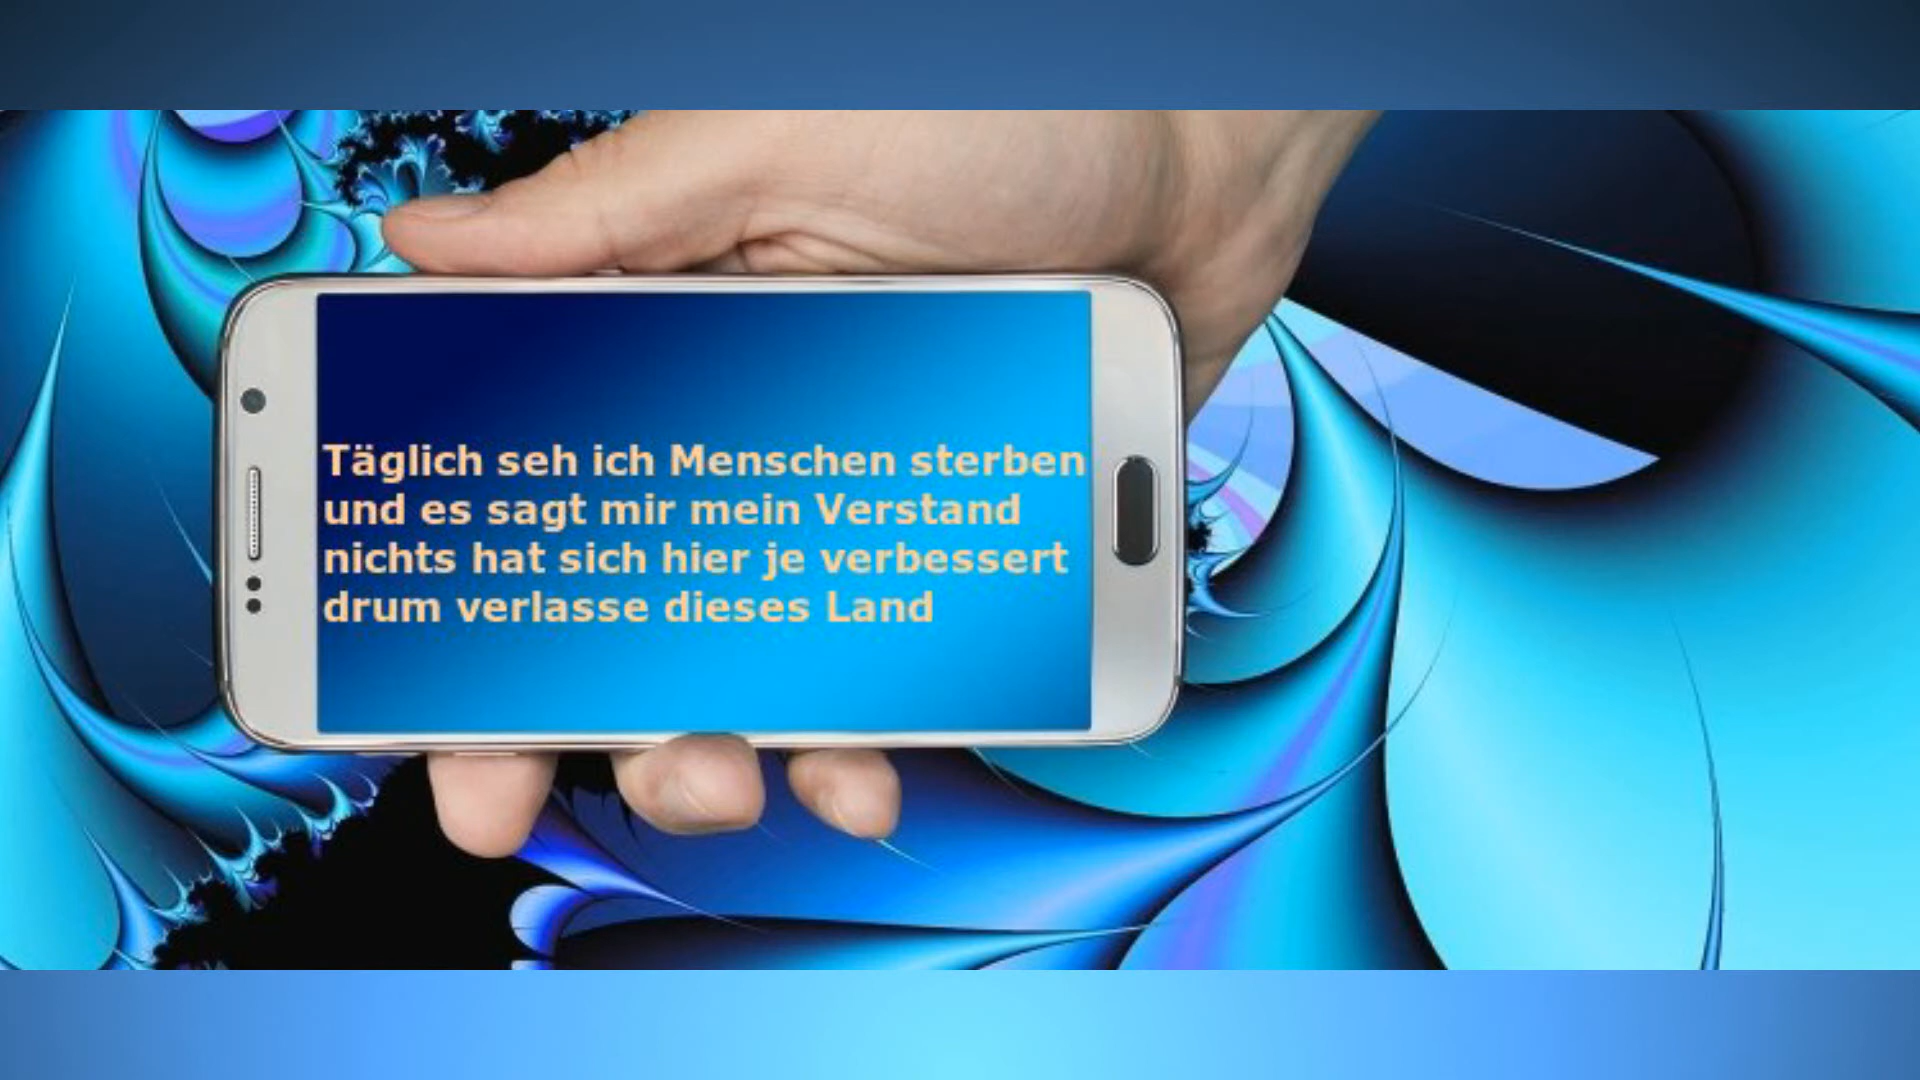 Täglich seh ich Menschen sterben
und es sagt mir mein Verstand
nichts hat sich hier je verbessert
drum verlasse dieses Land